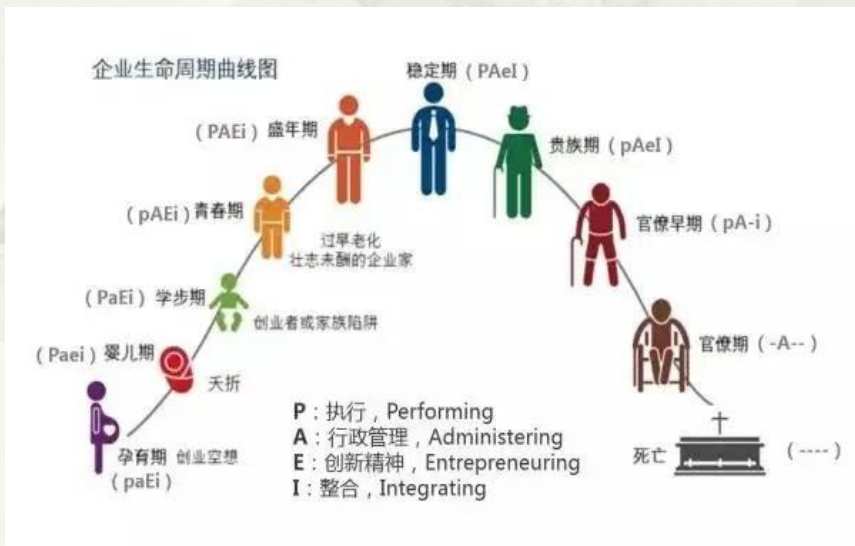 企业生命周期曲线图
稳定期（PAeI）
（PAEi）盛年期
贵族期（pAeI）
（pAEi）青春期
过早老化
壮志未酬的企业家
官僚早期（pA-i）
（PaEi）学步期
创业者或家族陷阱
（Paei）婴儿期
夭折
官僚期（-A--）
P：执行，Performing
A：行政管理，Administering
E：创新精神，Entrepreneuring
I：整合，Integrating
孕育期 创业空想
（paEi）
死亡 （----）